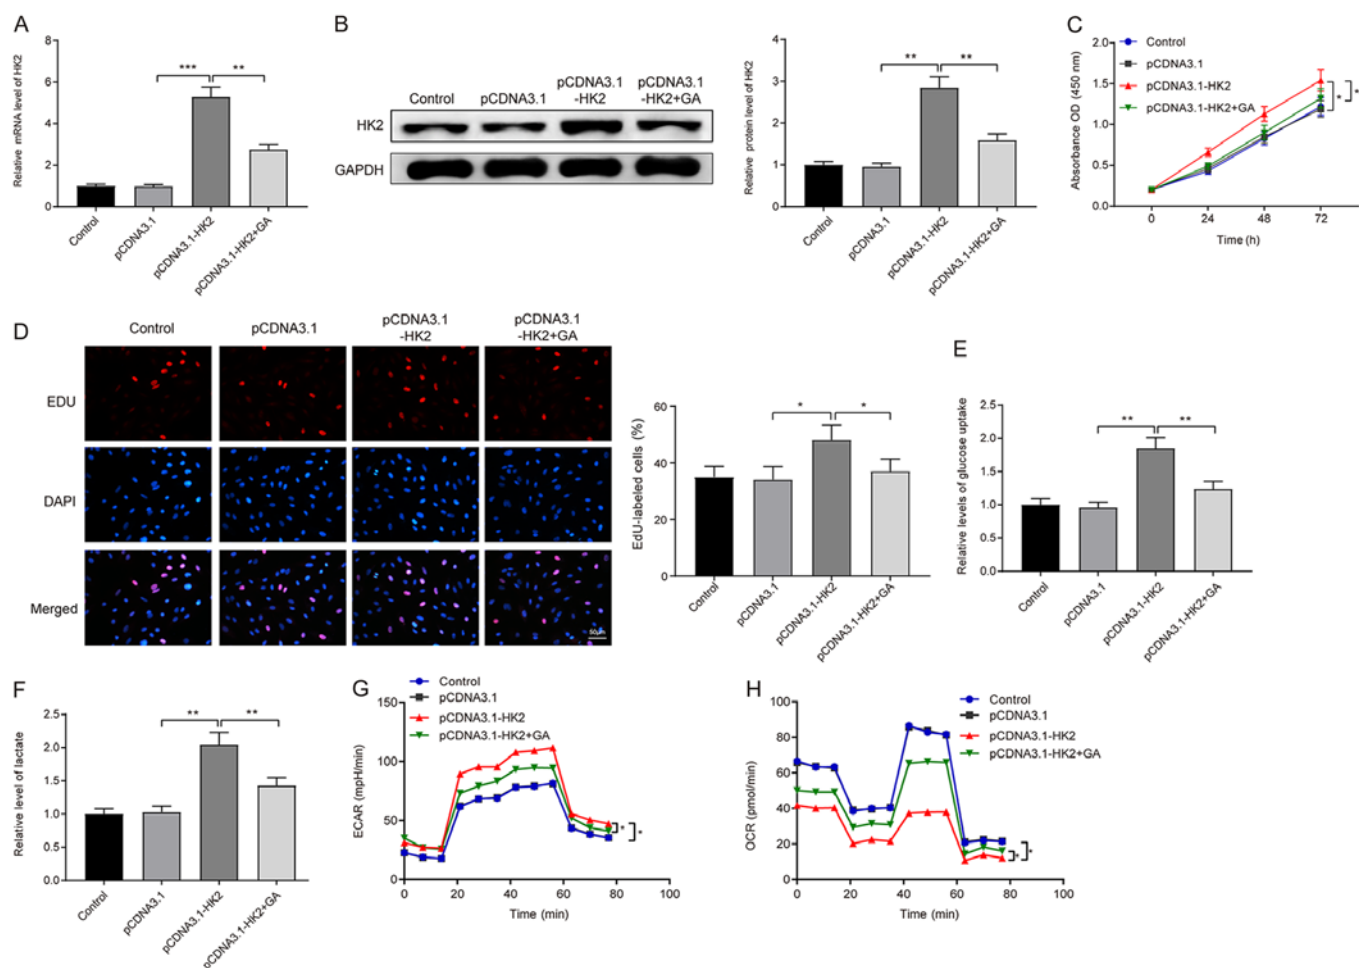 A
Relative mRNA level of HK2
8
6
4
2
0
***
**
Control
pCDNA3.1
pCDNA3.1-HK2
pCDNA3.1-HK2+GA
B
Control
pCDNA3.1
pCDNA3.1
-HK2
pCDNA3.1
-HK2+GA
HK2
GAPDH
Relative protein level of HK2
4
3
2
1
0
**
**
Control
pCDNA3.1
pCDNA3.1-HK2
pCDNA3.1-HK2+GA
C
Control
pCDNA3.1
pCDNA3.1-HK2
pCDNA3.1-HK2+GA
Absorbance OD (450 nm)
2.0
1.5
1.0
0.5
0.0
*
*
0
24
48
72
Time (h)
D
Control
pCDNA3.1
pCDNA3.1
-HK2
pCDNA3.1
-HK2+GA
EDU
DAPI
Merged
50μm
EdU-labeled cells (%)
60
40
20
0
*
*
Control
pCDNA3.1
pCDNA3.1-HK2
pCDNA3.1-HK2+GA
E
Relative levels of glucose uptake
2.5
2.0
1.5
1.0
0.5
0.0
**
**
Control
pCDNA3.1
pCDNA3.1-HK2
pCDNA3.1-HK2+GA
F
Relative level of lactate
2.5
2.0
1.5
1.0
0.5
0.0
**
**
Control
pCDNA3.1
pCDNA3.1-HK2
pCDNA3.1-HK2+GA
G
Control
pCDNA3.1
pCDNA3.1-HK2
pCDNA3.1-HK2+GA
ECAR (mpH/min)
150
100
50
0
*
*
0
20
40
60
80
100
Time (min)
H
Control
pCDNA3.1
pCDNA3.1-HK2
pCDNA3.1-HK2+GA
OCR (pmol/min)
100
80
60
40
20
0
*
*
0
20
40
60
80
100
Time (min)